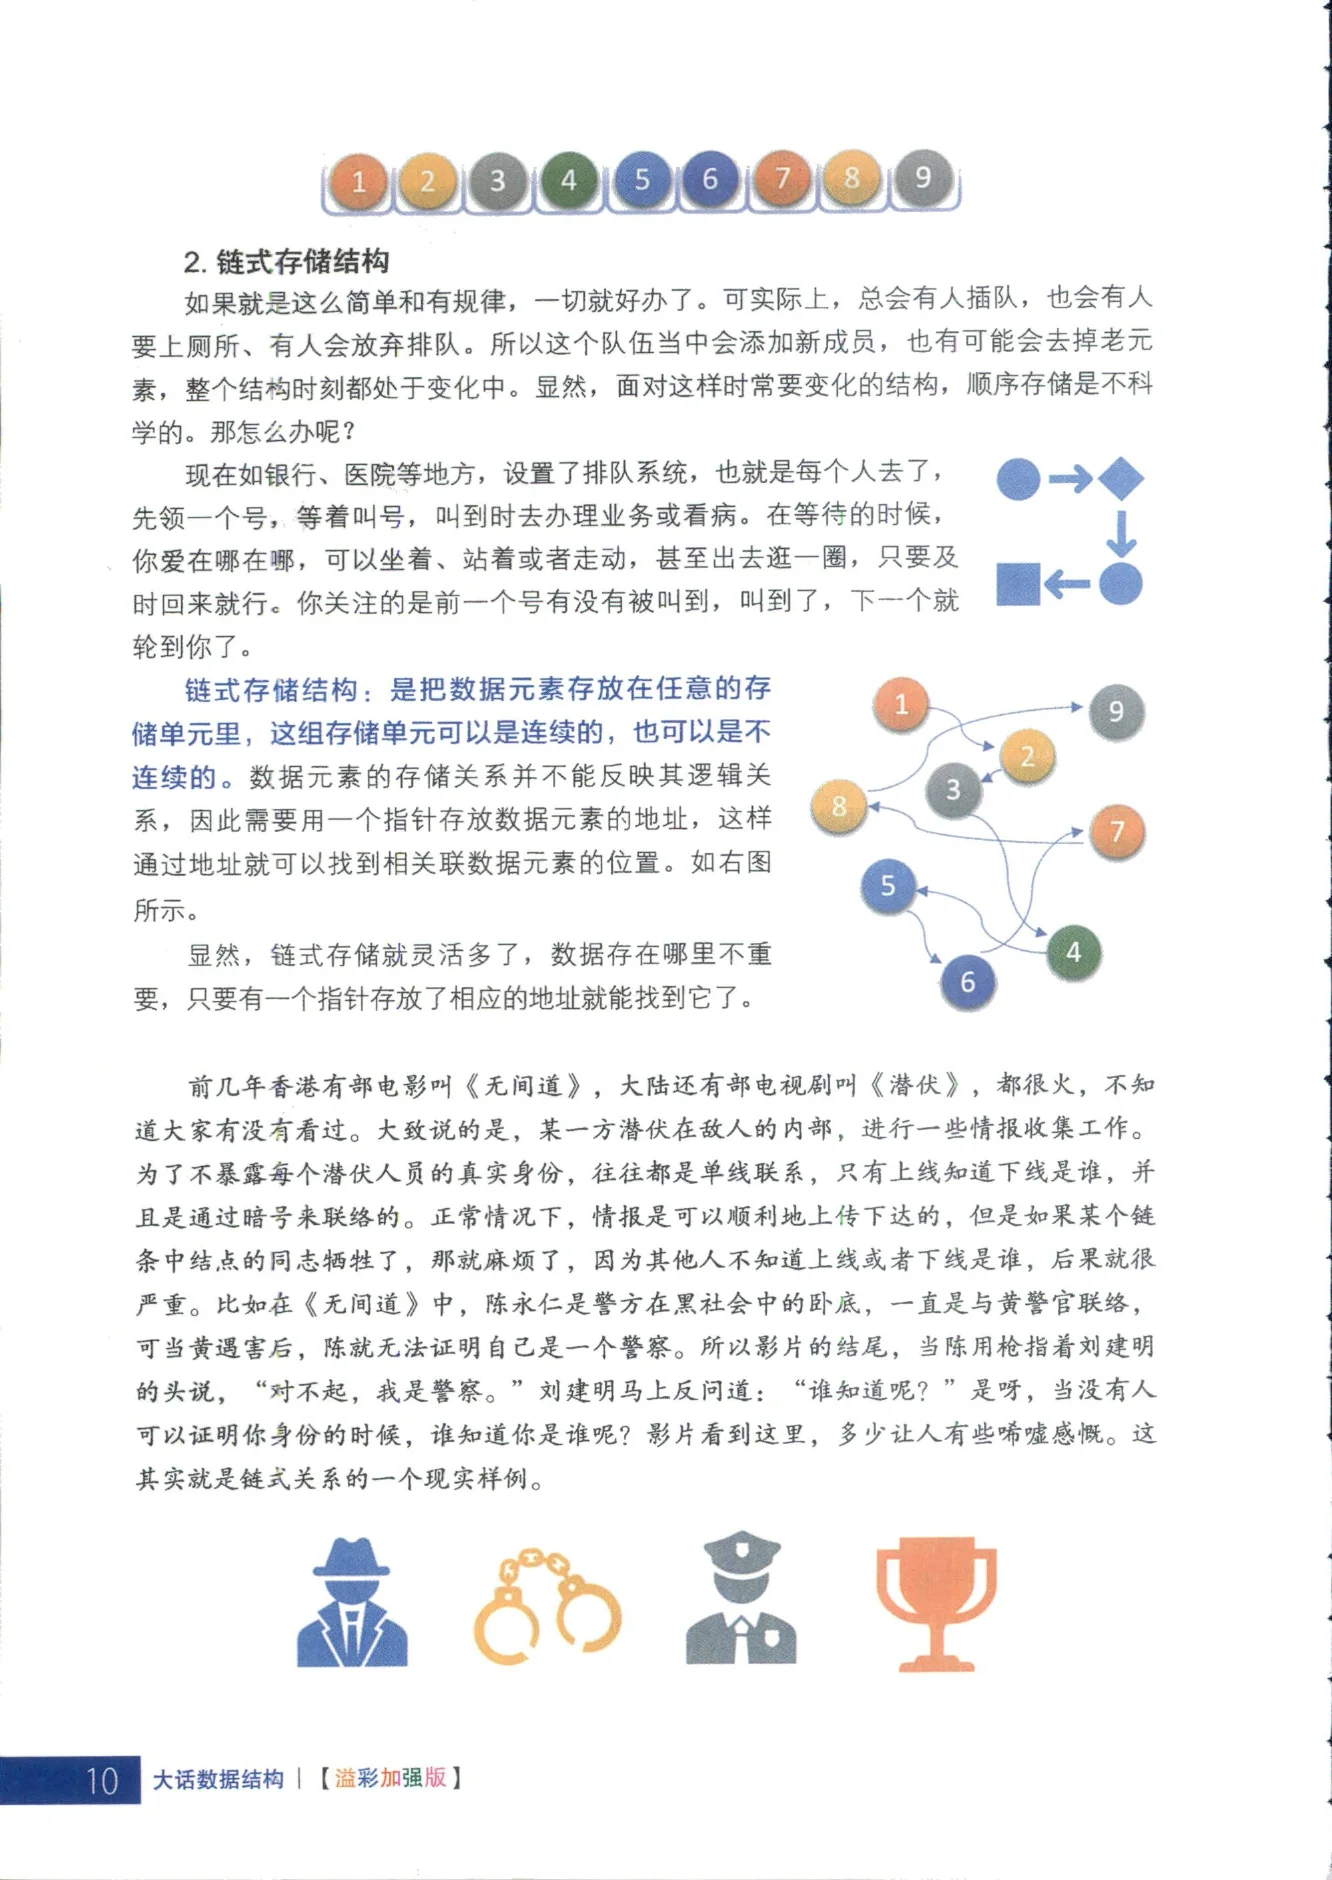 1 2 3 4 5 6 7 8 9
2. 链式存储结构
如果就是这么简单和有规律，一切就好办了。可实际上，总会有人插队，也会有人
要上厕所、有人会放弃排队。所以这个队伍当中会添加新成员，也有可能会去掉老元
素，整个结构时刻都处于变化中。显然，面对这样时常要变化的结构，顺序存储是不科
学的。那怎么办呢？
现在如银行、医院等地方，设置了排队系统，也就是每个人去了，
先领一个号，等着叫号，叫到时去办理业务或看病。在等待的时候，
你爱在哪在哪，可以坐着、站着或者走动，甚至出去逛一圈，只要及
时回来就行。你关注的是前一个号有没有被叫到，叫到了，下一个就
轮到你了。
链式存储结构：是把数据元素存放在任意的存
储单元里，这组存储单元可以是连续的，也可以是不
连续的。数据元素的存储关系并不能反映其逻辑关
系，因此需要用一个指针存放数据元素的地址，这样
通过地址就可以找到相关联数据元素的位置。如右图
所示。
显然，链式存储就灵活多了，数据存在哪里不重
要，只要有一个指针存放了相应的地址就能找到它了。
1
9
2
3
8
7
5
4
6
前几年香港有部电影叫《无间道》，大陆还有部电视剧叫《潜伏》，都很火，不知
道大家有没有看过。大致说的是，某一方潜伏在敌人的内部，进行一些情报收集工作。
为了不暴露每个潜伏人员的真实身份，往往都是单线联系，只有上线知道下线是谁，并
且是通过暗号来联络的。正常情况下，情报是可以顺利地上传下达的，但是如果某个链
条中结点的同志牺牲了，那就麻烦了，因为其他人不知道上线或者下线是谁，后果就很
严重。比如在《无间道》中，陈永仁是警方在黑社会中的卧底，一直是与黄警官联络，
可当黄遇害后，陈就无法证明自己是一个警察。所以影片的结尾，当陈用枪指着刘建明
的头说，“对不起，我是警察。”刘建明马上反问道：“谁知道呢？”是呀，当没有人
可以证明你身份的时候，谁知道你是谁呢？影片看到这里，多少让人有些唏嘘感慨。这
其实就是链式关系的一个现实样例。
10 大话数据结构 | 【溢彩加强版】